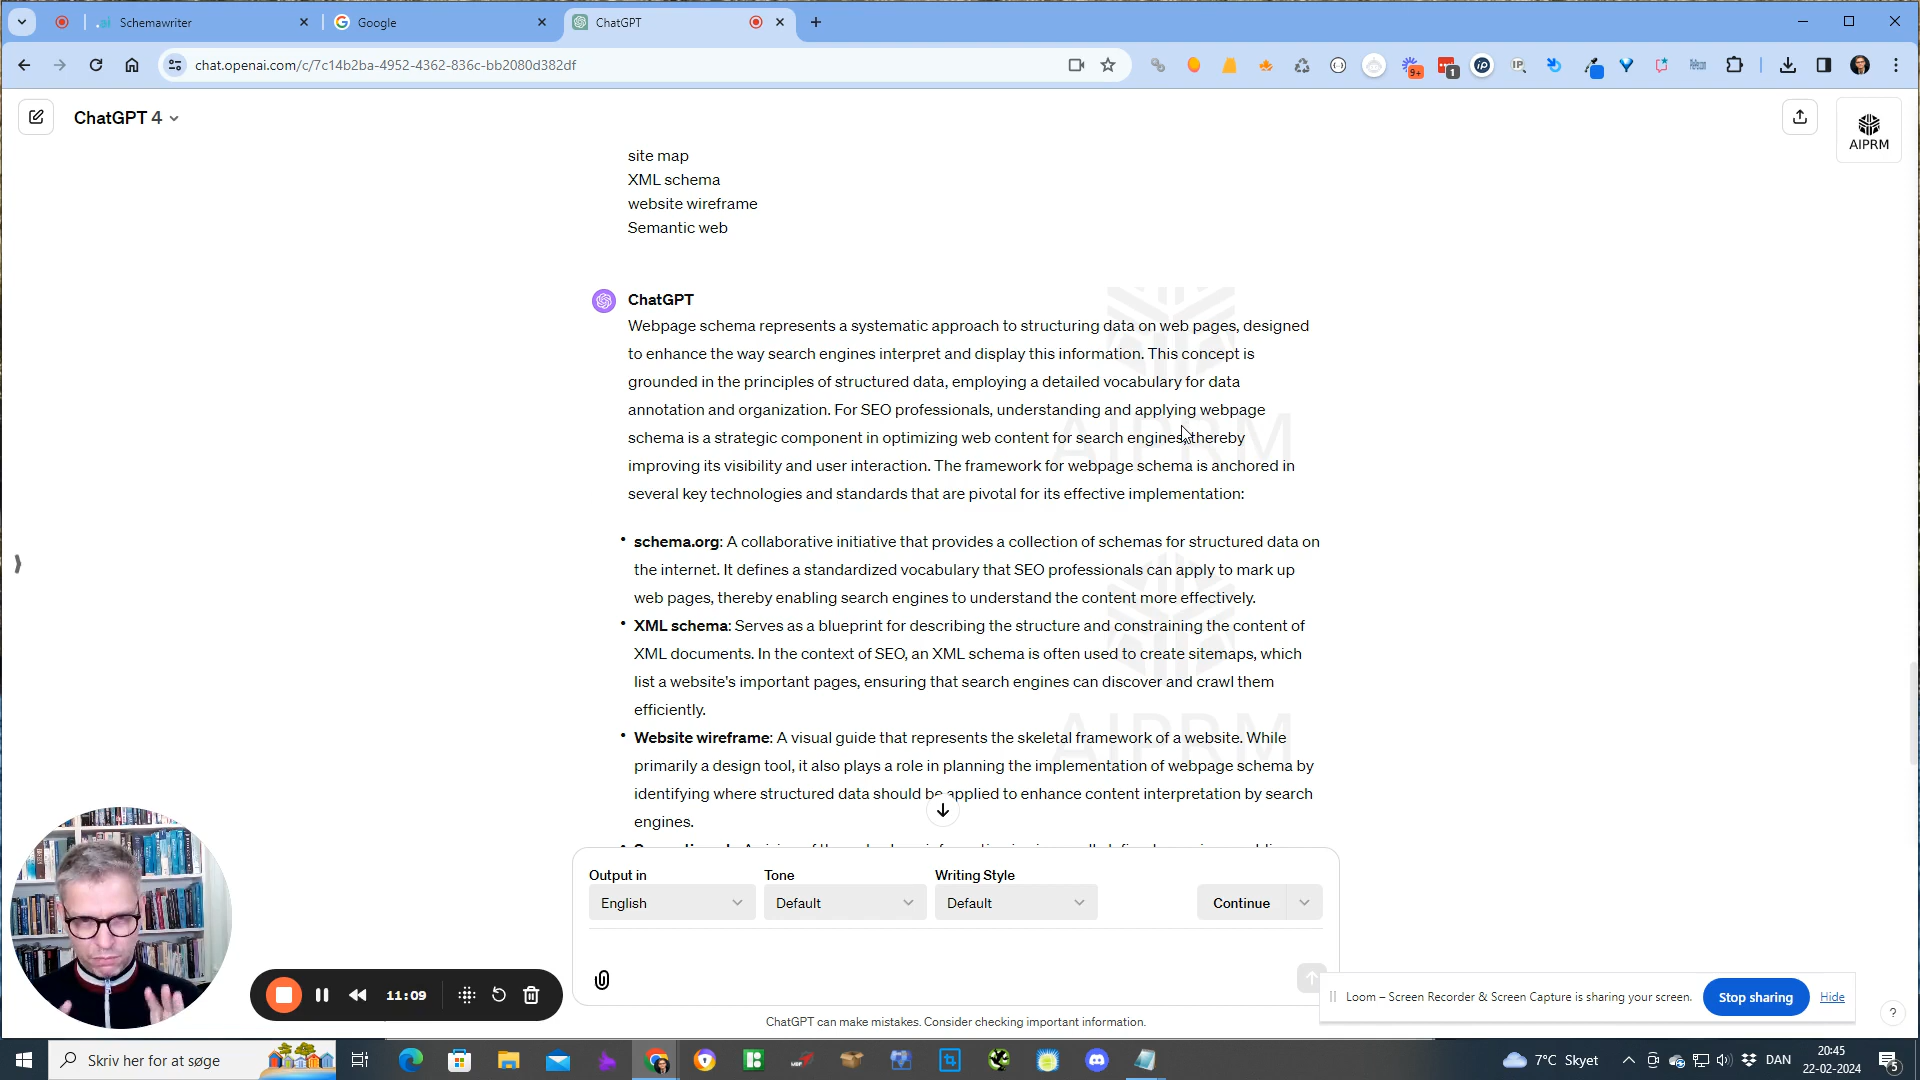 Schemawriter
Google
ChatGPT
chat.openai.com/c/7c14b2ba-4952-4362-836c-bb2080d382df
9+
1
ChatGPT 4
AIPRM
site map
XML schema
website wireframe
Semantic web
ChatGPT
Webpage schema represents a systematic approach to structuring data on web pages, designed
to enhance the way search engines interpret and display this information. This concept is
grounded in the principles of structured data, employing a detailed vocabulary for data
annotation and organization. For SEO professionals, understanding and applying webpage
schema is a strategic component in optimizing web content for search engines, thereby
improving its visibility and user interaction. The framework for webpage schema is anchored in
several key technologies and standards that are pivotal for its effective implementation:
• schema.org: A collaborative initiative that provides a collection of schemas for structured data on
the internet. It defines a standardized vocabulary that SEO professionals can apply to mark up
web pages, thereby enabling search engines to understand the content more effectively.
• XML schema: Serves as a blueprint for describing the structure and constraining the content of
XML documents. In the context of SEO, an XML schema is often used to create sitemaps, which
list a website's important pages, ensuring that search engines can discover and crawl them
efficiently.
• Website wireframe: A visual guide that represents the skeletal framework of a website. While
primarily a design tool, it also plays a role in planning the implementation of webpage schema by
identifying where structured data should be applied to enhance content interpretation by search
engines.
AIPRM
AIPRM
Output in
Tone
Writing Style
English
Default
Default
Continue
11:09
Loom – Screen Recorder & Screen Capture is sharing your screen.
Stop sharing
Hide
ChatGPT can make mistakes. Consider checking important information.
?
Skriv her for at søge
7°C Skyet
DAN
20:45
22-02-2024
5